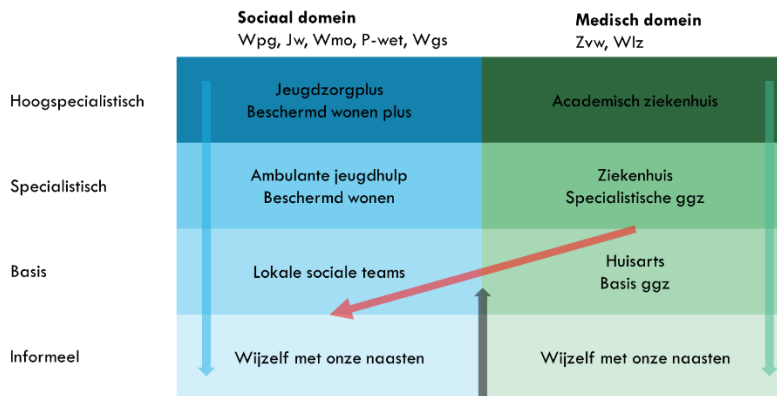 Sociaal domein
Wpg, Jw, Wmo, P-wet, Wgs
Medisch domein
Zvw, Wlz
Hoogspecialistisch
Jeugdzorgplus
Beschermd wonen plus
Academisch ziekenhuis
Specialistisch
Ambulante jeugdhulp
Beschermd wonen
Ziekenhuis
Specialistische ggz
Basis
Lokale sociale teams
Huisarts
Basis ggz
Informeel
Wijzelf met onze naasten
Wijzelf met onze naasten